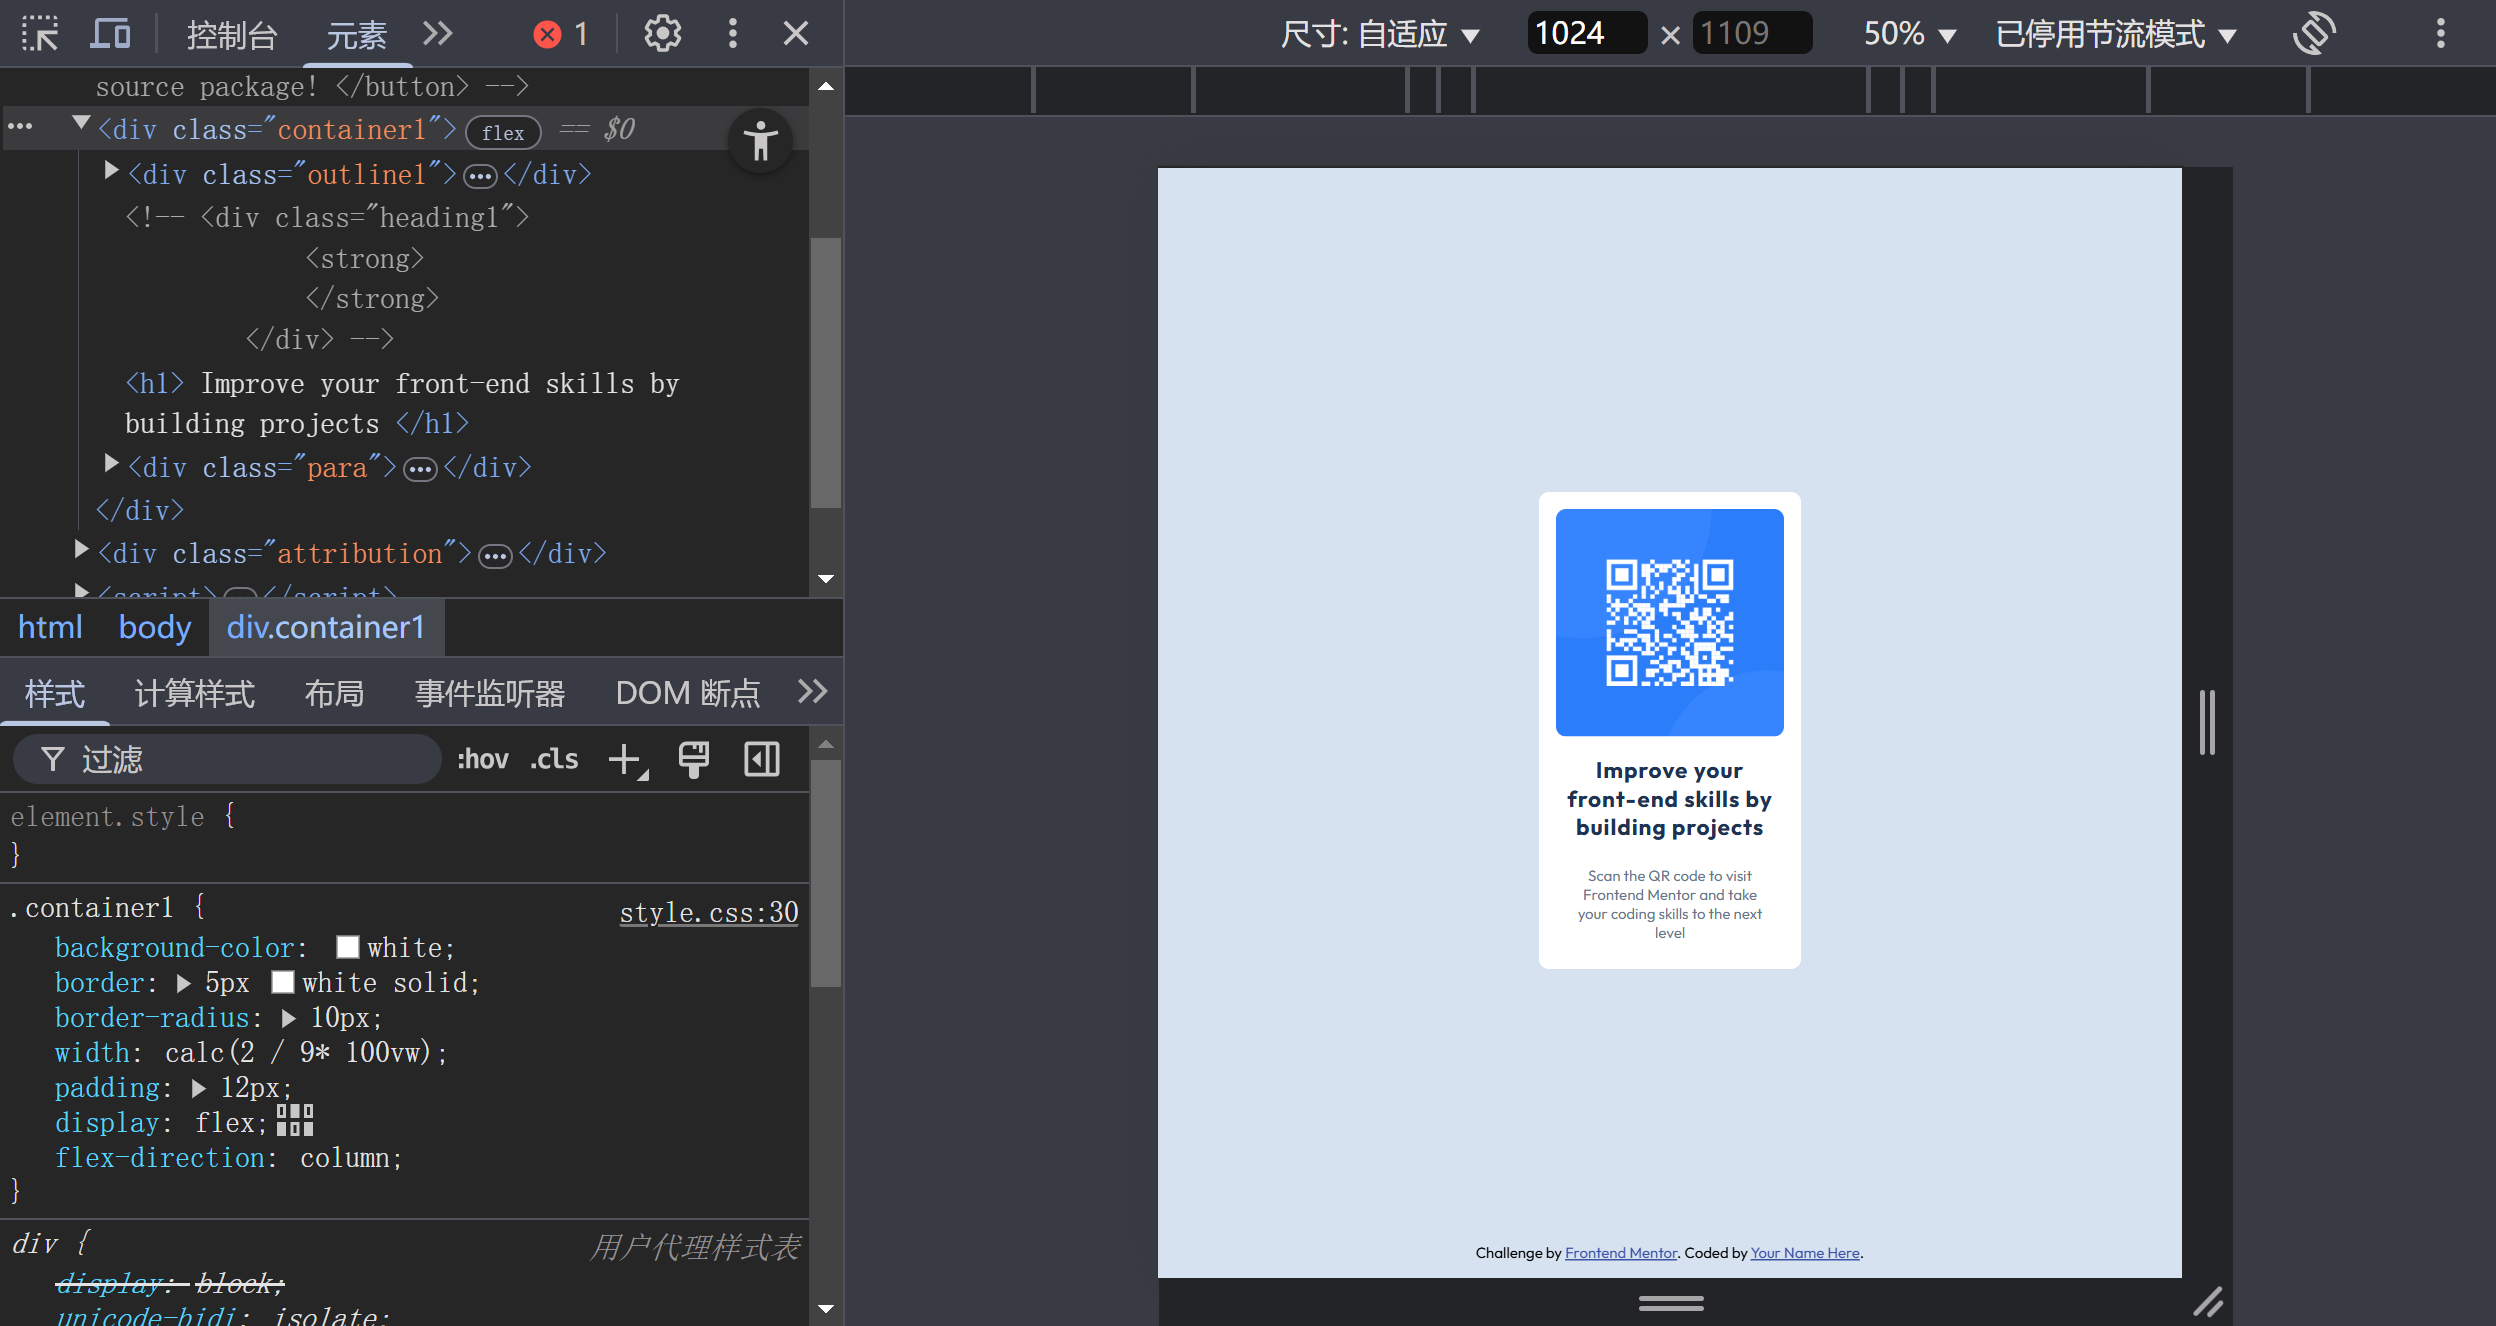 控制台
元素
1
source package! </button> -->
<div class="container1"> flex == $0
<div class="outline1"> </div>
<!-- <div class="heading1">
<strong>
</strong>
</div> -->
<h1> Improve your front-end skills by
building projects </h1>
<div class="para"> </div>
</div>
<div class="attribution"> </div>
<script> </script>
html body div.container1
样式 计算样式 布局 事件监听器 DOM 断点
过滤 :hov .cls
element.style {
}
.container1 { style.css:30
background-color: white;
border: 5px white solid;
border-radius: 10px;
width: calc(2 / 9* 100vw);
padding: 12px;
display: flex;
flex-direction: column;
}
div { 用户代理样式表
display: block;
unicode-bidi: isolate;
尺寸: 自适应 1024 × 1109 50% 已停用节流模式
Improve your
front-end skills by
building projects
Scan the QR code to visit
Frontend Mentor and take
your coding skills to the next
level
Challenge by Frontend Mentor. Coded by Your Name Here.